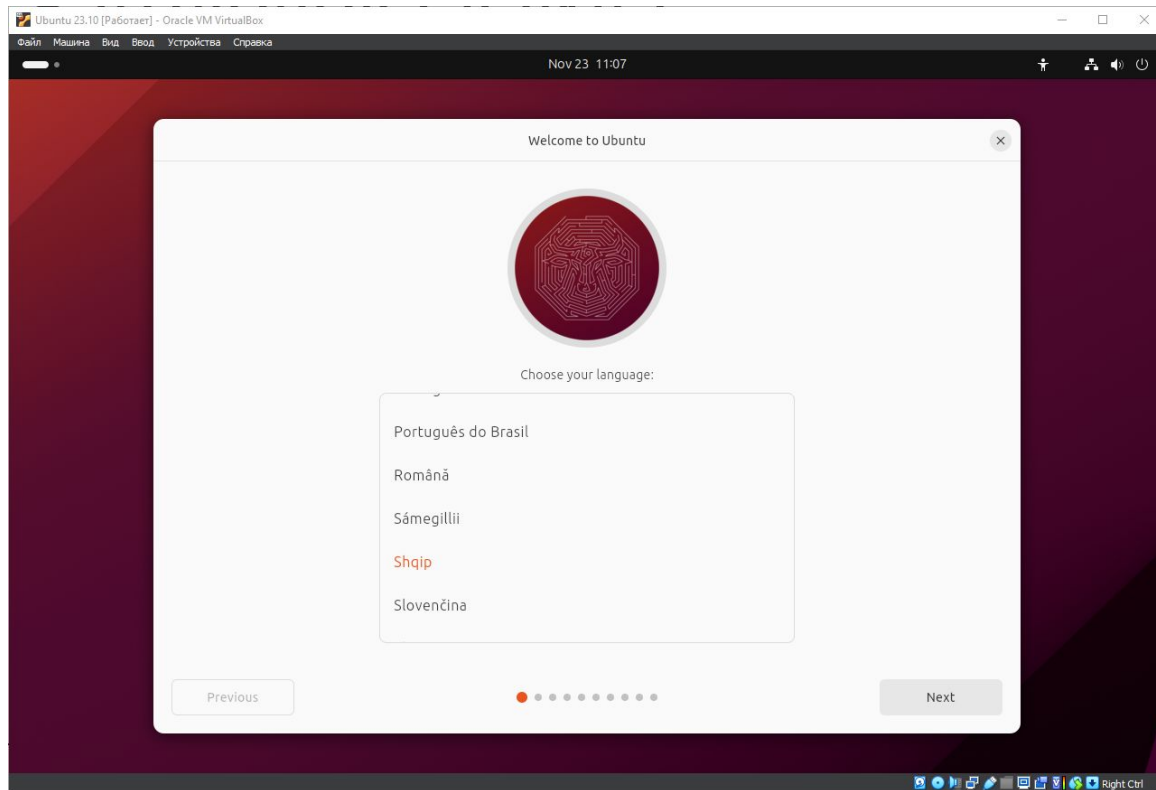 Ubuntu 23.10 [Работает] - Oracle VM VirtualBox
Файл Машина Вид Ввод Устройства Справка
Nov 23 11:07
Welcome to Ubuntu
Choose your language:
Português do Brasil
Română
Sámegillii
Shqip
Slovenčina
Previous
Next
Right Ctrl